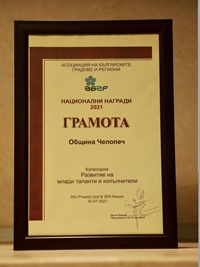 АСОЦИАЦИЯ НА БЪЛГАРСКИТЕ
ГРАДОВЕ И РЕГИОНИ
АБГР
НАЦИОНАЛНИ НАГРАДИ
2021
ГРАМОТА
Община Челопеч
Категория
Развитие на
млади таланти и изпълнители
RIU Pravets Golf & SPA Resort
30.07.2021